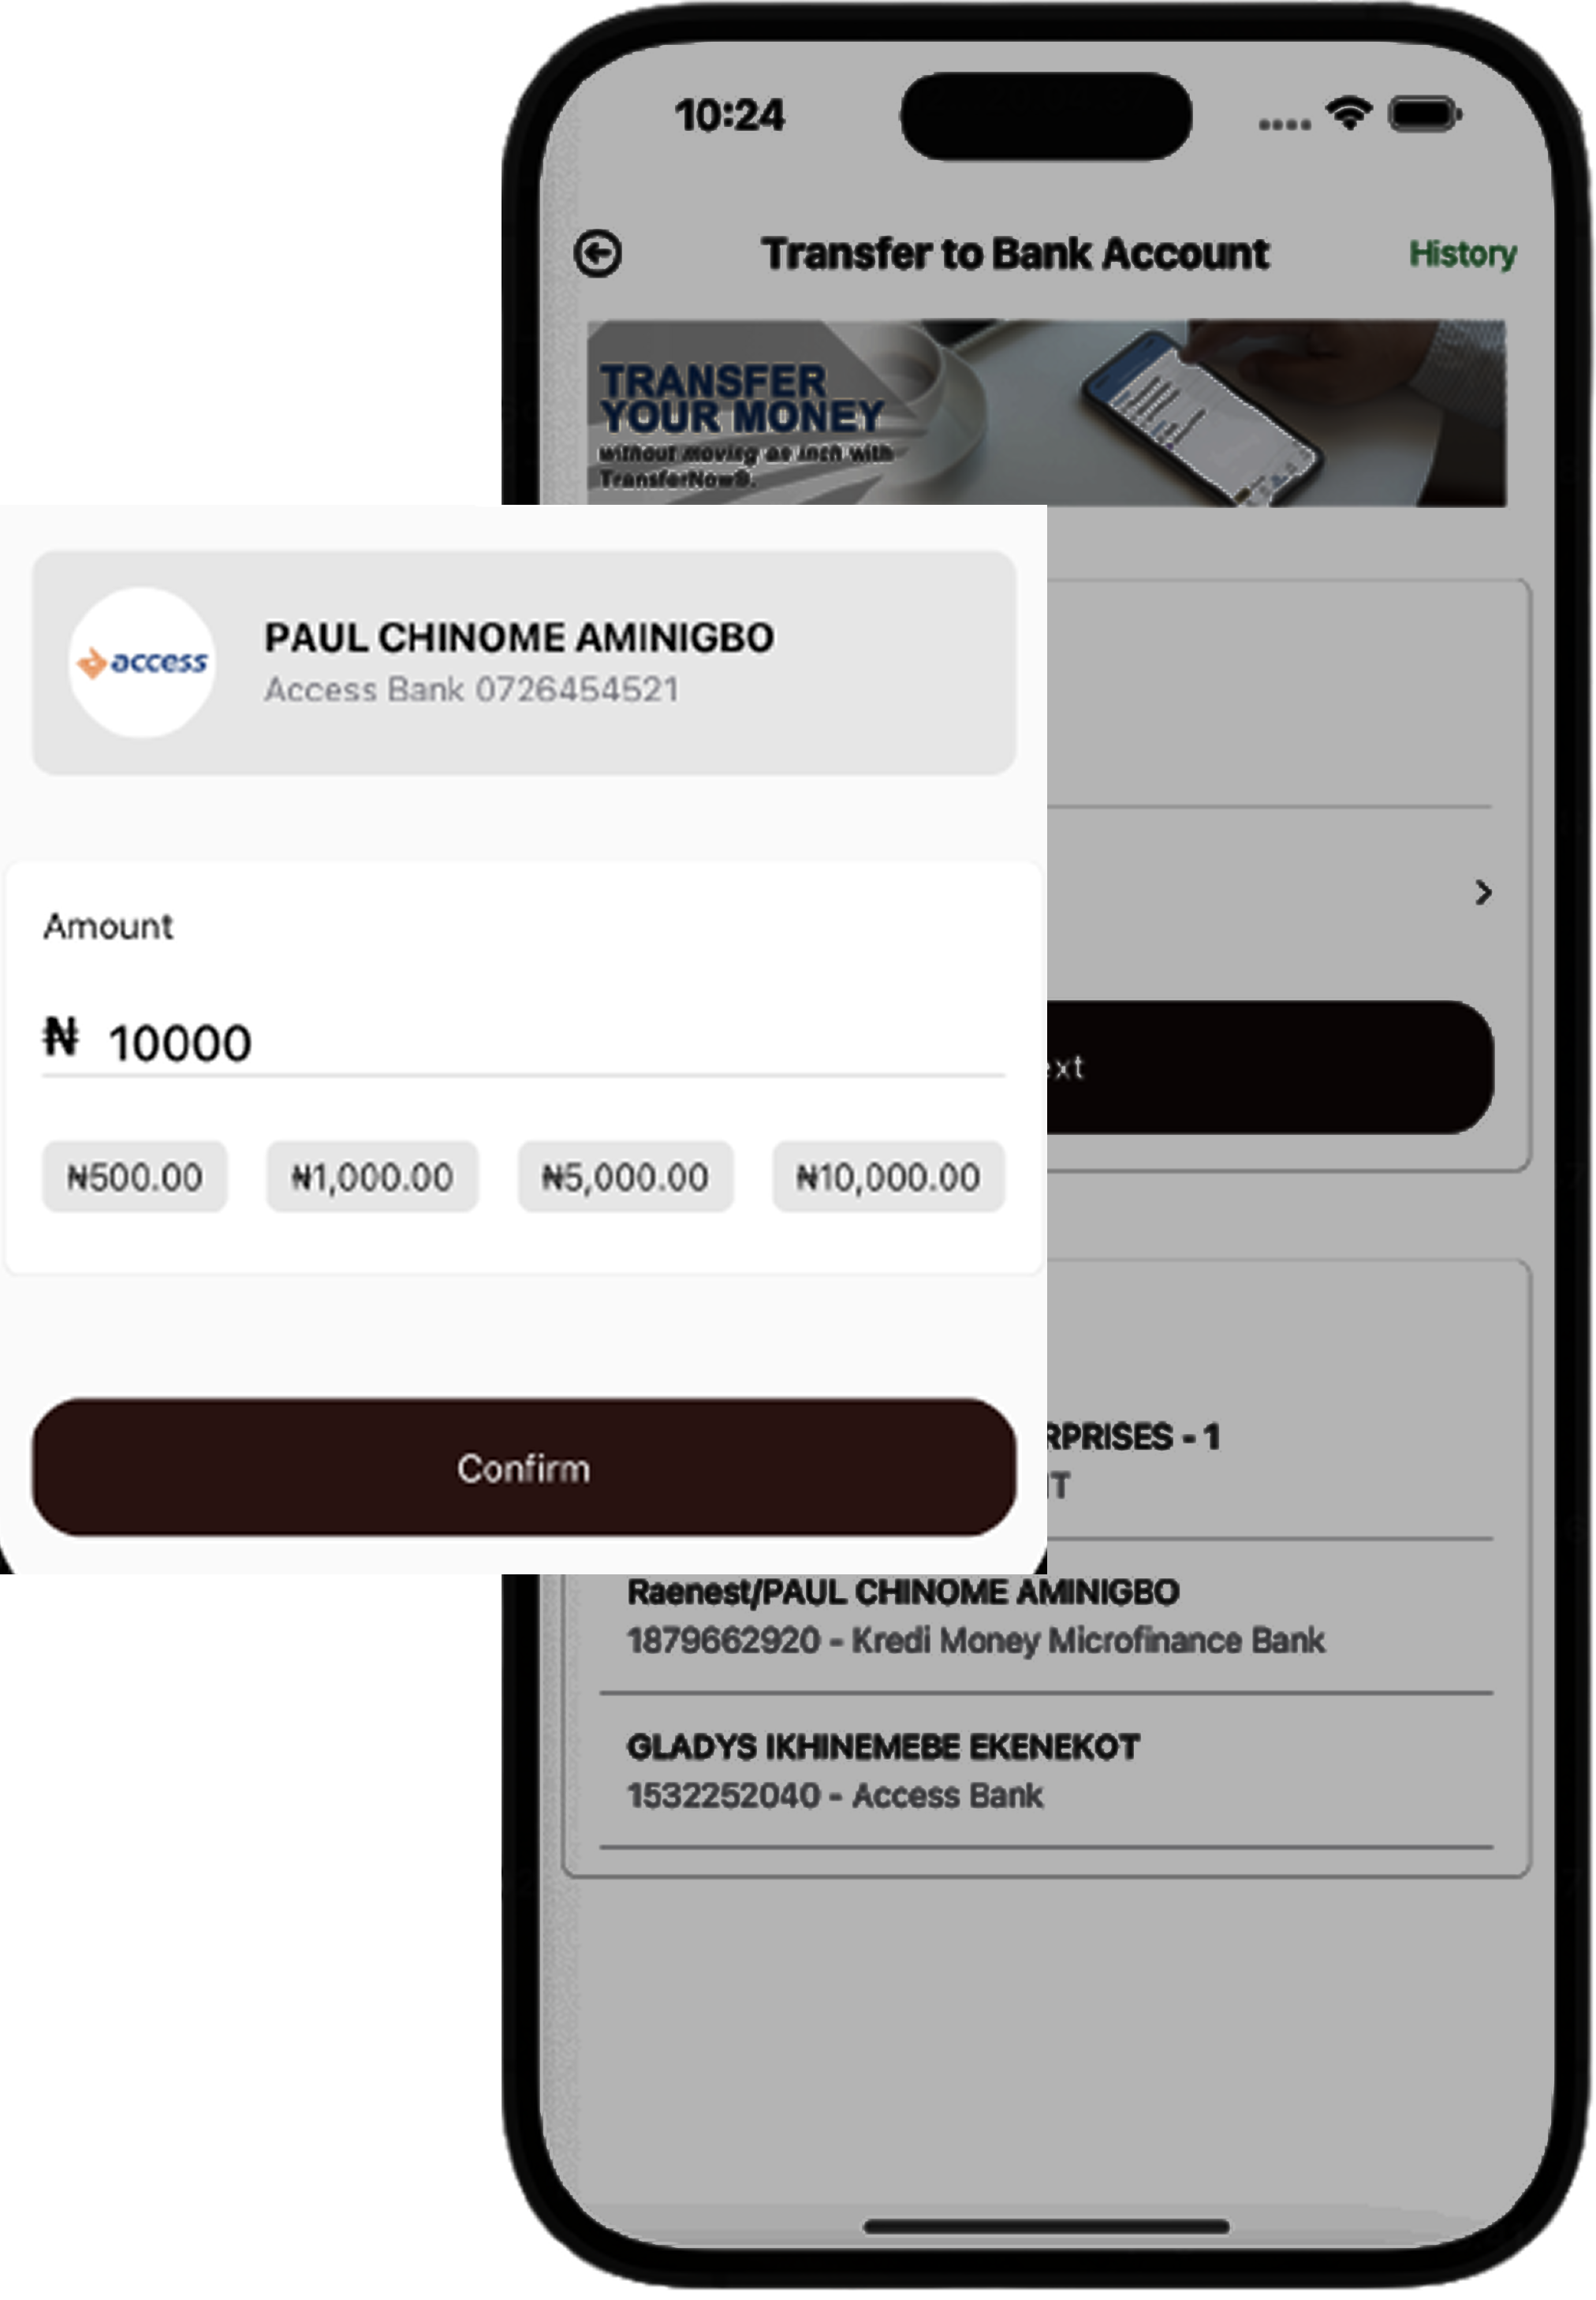 10:24
Transfer to Bank Account
History
TRANSFER
YOUR MONEY
without moving an inch with
TransferNow®.
access
PAUL CHINOME AMINIGBO
Access Bank 0726454521
Amount
₦ 10000
₦500.00 ₦1,000.00 ₦5,000.00 ₦10,000.00
Confirm
ext
RPRISES - 1
T
Raenest/PAUL CHINOME AMINIGBO
1879662920 - Kredi Money Microfinance Bank
GLADYS IKHINEMEBE EKENEKOT
1532252040 - Access Bank